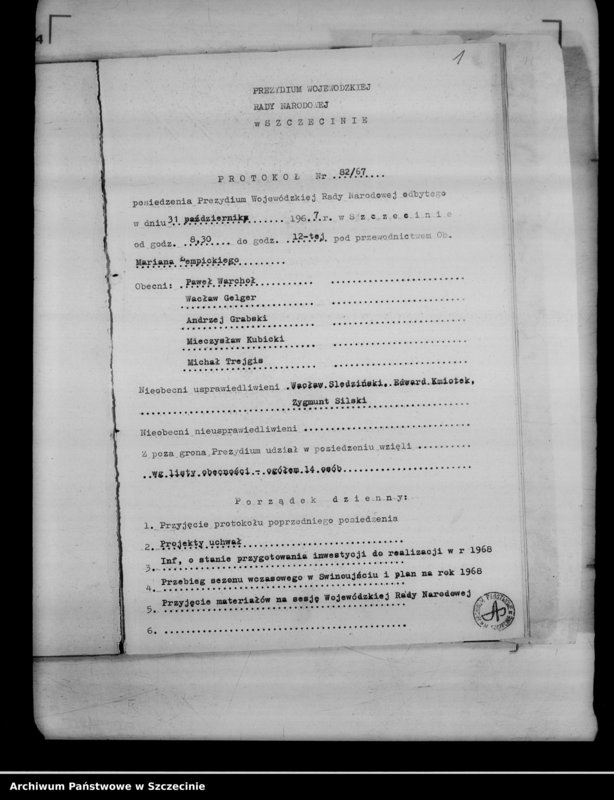 1
PREZYDIUM WOJEWÓDZKIEJ
RADY NARODOWEJ
w S Z C Z E C I N I E
P R O T O K O Ł Nr 82/67
posiedzenia Prezydium Wojewódzkiej Rady Narodowej odbytego
w dniu 31 października 1967 r. w S z c z e c i n i e
od godz. 8,30 do godz. 12-tej pod przewodnictwem Ob.
Mariana Łempickiego
Obecni: Paweł Warchoł
Wacław Gelger
Andrzej Grabski
Mieczysław Kubicki
Michał Trejgis
Nieobecni usprawiedliwieni Wacław Śledziński, Edward Kmiotek,
Zygmunt Silski
Nieobecni nieusprawiedliwieni
Z poza grona Prezydium udział w posiedzeniu wzięli
wg listy obecności - ogółem 14 osób
P o r z ą d e k d z i e n n y:
1. Przyjęcie protokołu poprzedniego posiedzenia
2. Projekty uchwał
3. Inf, o stanie przygotowania inwestycji do realizacji w r 1968
4. Przebieg sezonu wczasowego w Świnoujściu i plan na rok 1968
5. Przyjęcie materiałów na sesję Wojewódzkiej Rady Narodowej
6.
Archiwum Państwowe w Szczecinie